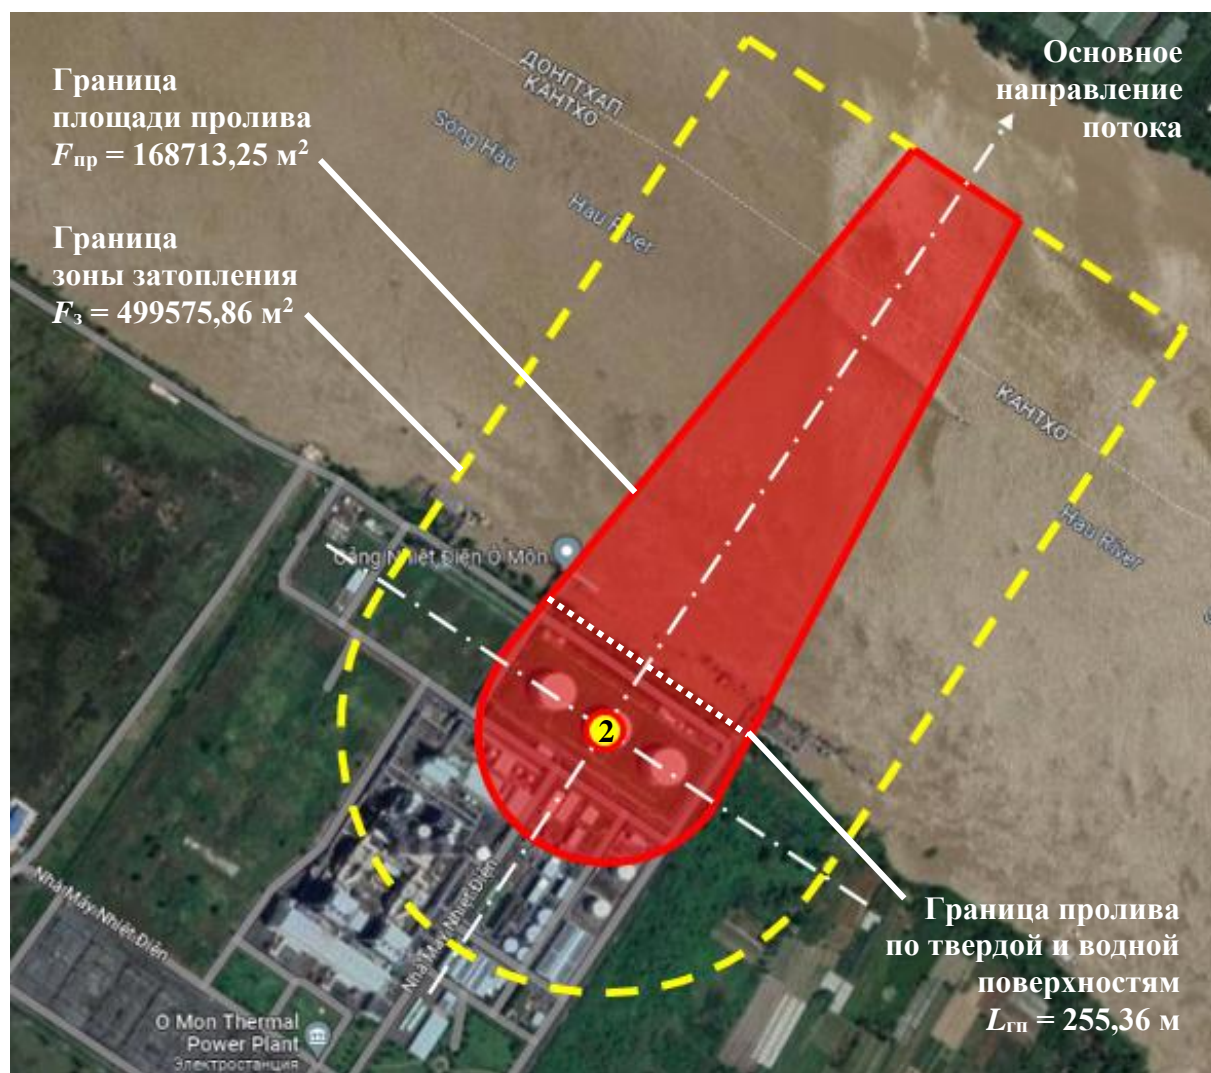 Граница
площади пролива
Fпр = 168713,25 м²
Граница
зоны затопления
Fз = 499575,86 м²
Основное
направление
потока
ДОНГТХАП
КАНТХО
Sông Hau
Hau River
КАНТХО
Hau River
Cảng Nhiệt Điện Ô Môn
2
Nhà Máy Nhiệt Điện
Nhà Máy Nhiệt Điện
O Mon Thermal
Power Plant
Электростанция
Граница пролива
по твердой и водной
поверхностям
Lгп = 255,36 м